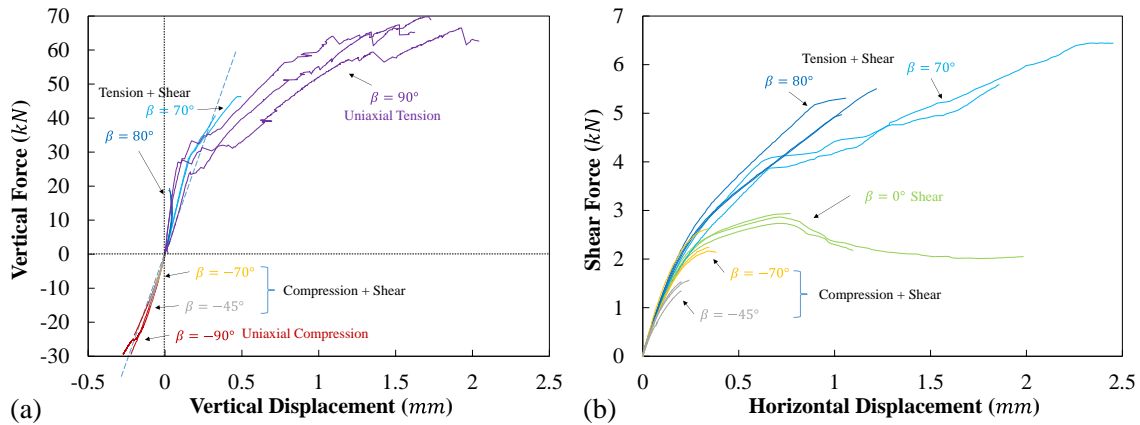 70
60
50
40
30
20
10
0
-10
-20
-30
-0.5
0
0.5
1
1.5
2
2.5
Vertical Force (kN)
Vertical Displacement (mm)
Tension + Shear
β = 70°
β = 80°
β = 90°
Uniaxial Tension
β = −70°
β = −45°
Compression + Shear
β = −90° Uniaxial Compression
(a)
7
6
5
4
3
2
1
0
0
0.5
1
1.5
2
2.5
Shear Force (kN)
Horizontal Displacement (mm)
Tension + Shear
β = 80°
β = 70°
β = 0° Shear
β = −70°
β = −45°
Compression + Shear
(b)